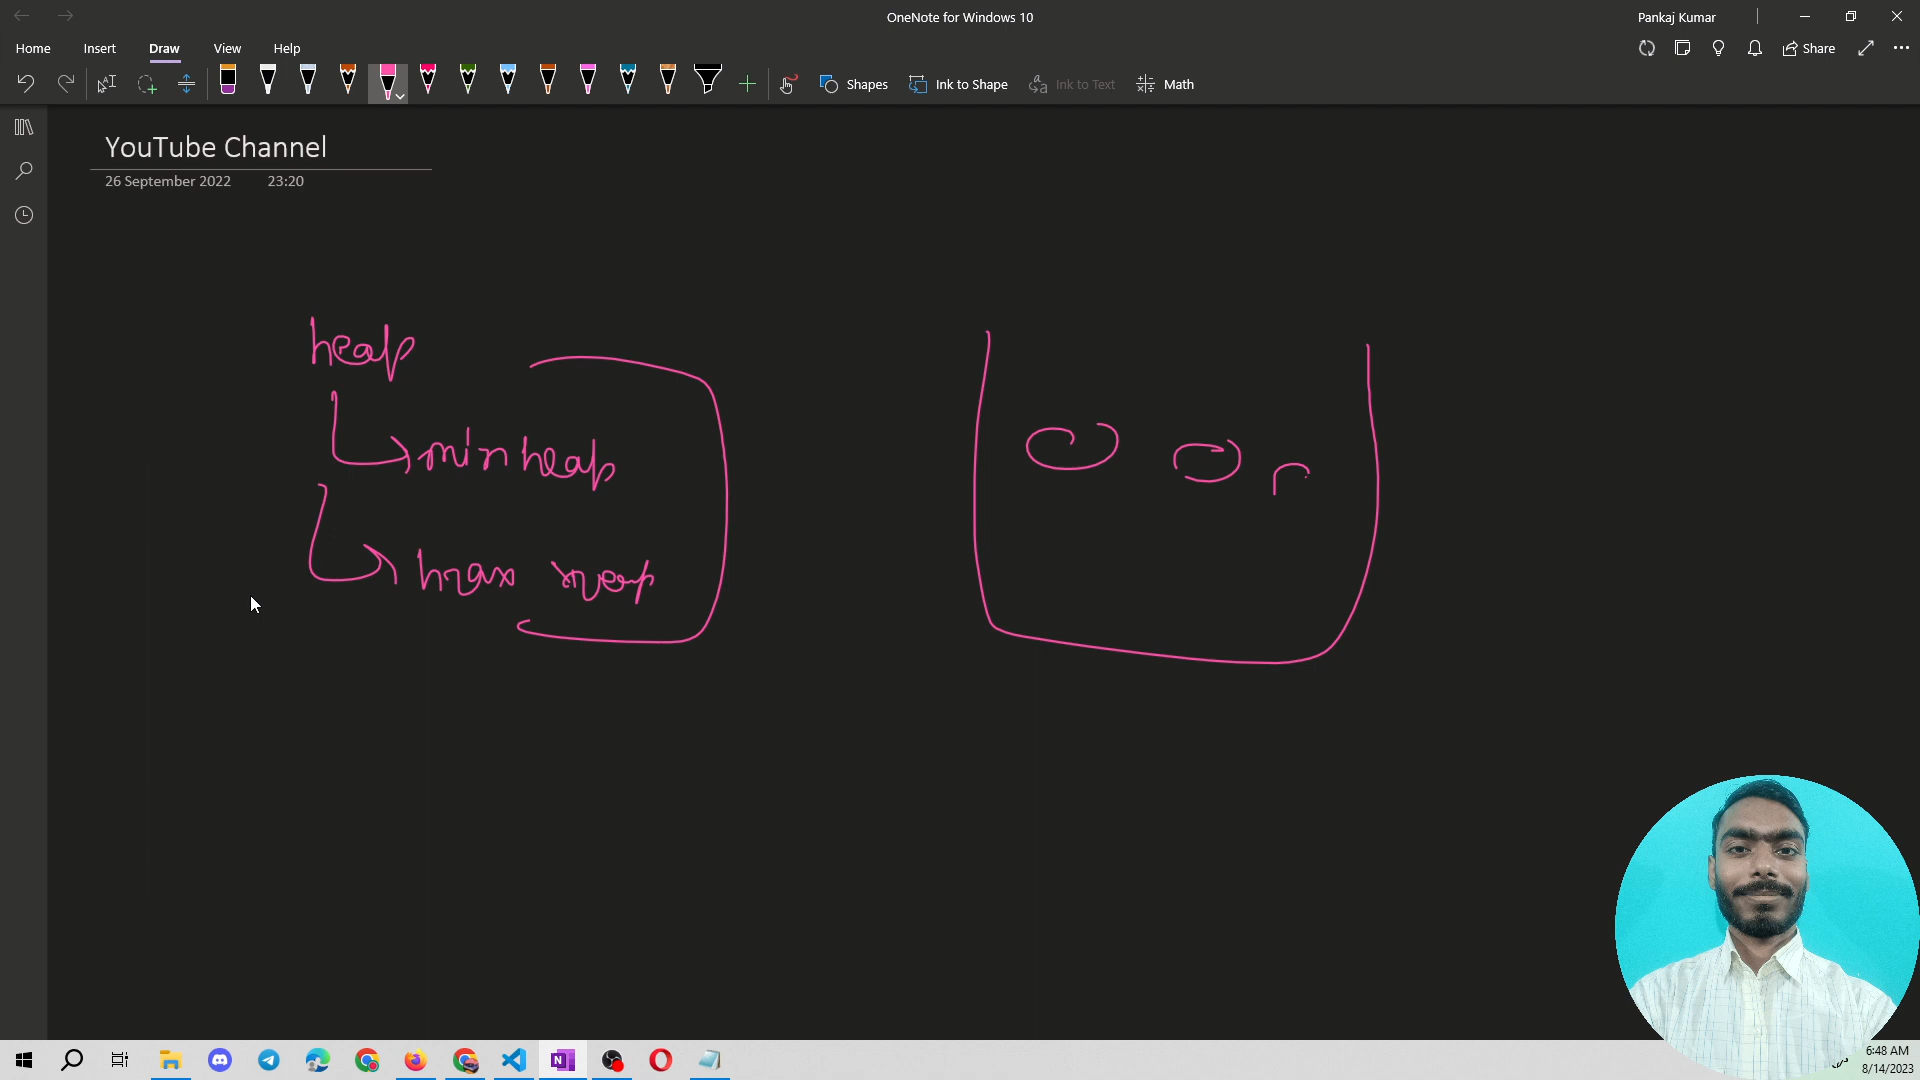 OneNote for Windows 10
Pankaj Kumar
Home Insert Draw View Help
Share
Shapes Ink to Shape Ink to Text Math
YouTube Channel
26 September 2022 23:20
heap
min heap
max heap
6:48 AM
8/14/2023